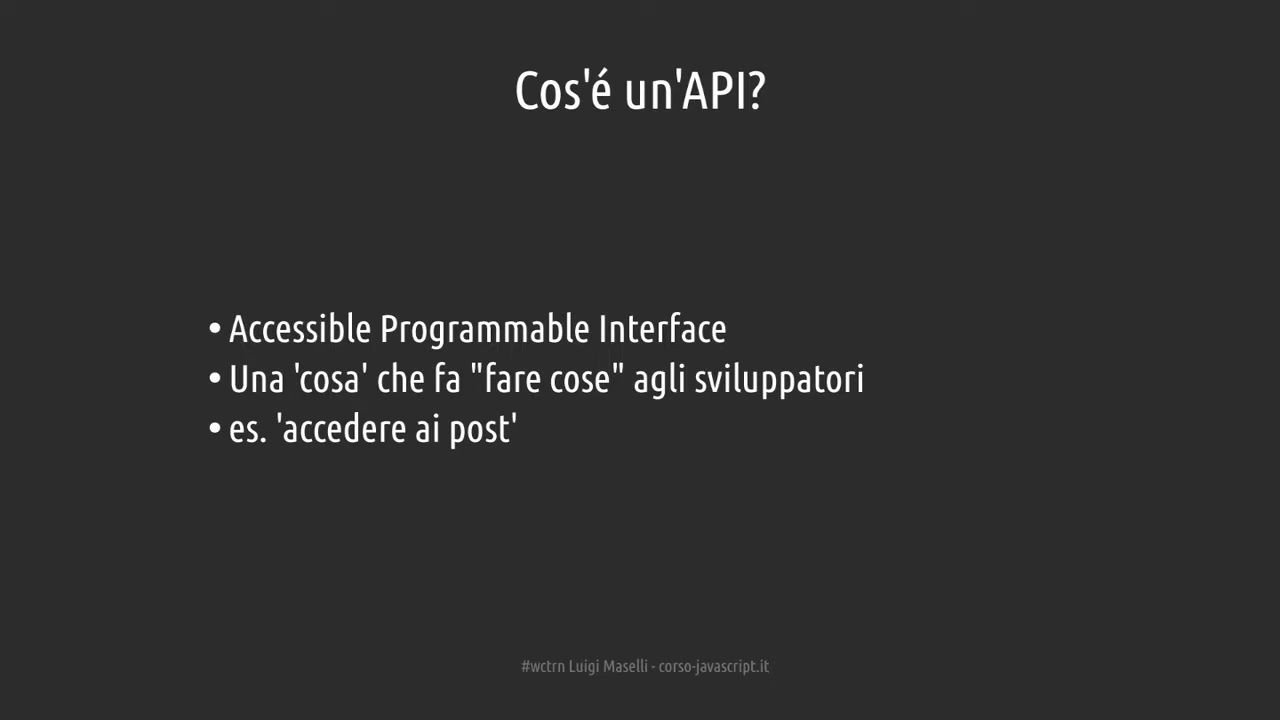 Cos'é un'API?
• Accessible Programmable Interface
• Una 'cosa' che fa "fare cose" agli sviluppatori
• es. 'accedere ai post'
#wctrn Luigi Maselli - corso-javascript.it